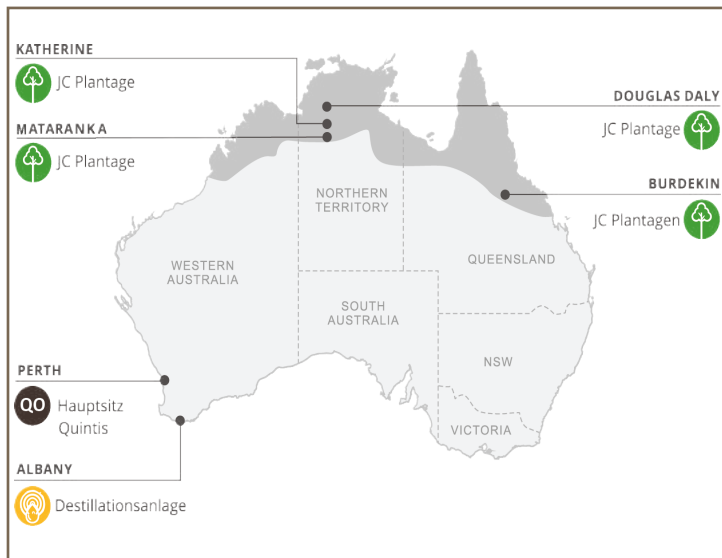 KATHERINE
JC Plantage
MATARANKA
JC Plantage
DOUGLAS DALY
JC Plantage
BURDEKIN
JC Plantagen
NORTHERN
TERRITORY
WESTERN
AUSTRALIA
QUEENSLAND
SOUTH
AUSTRALIA
NSW
VICTORIA
PERTH
QO
Hauptsitz
Quintis
ALBANY
Destillationsanlage